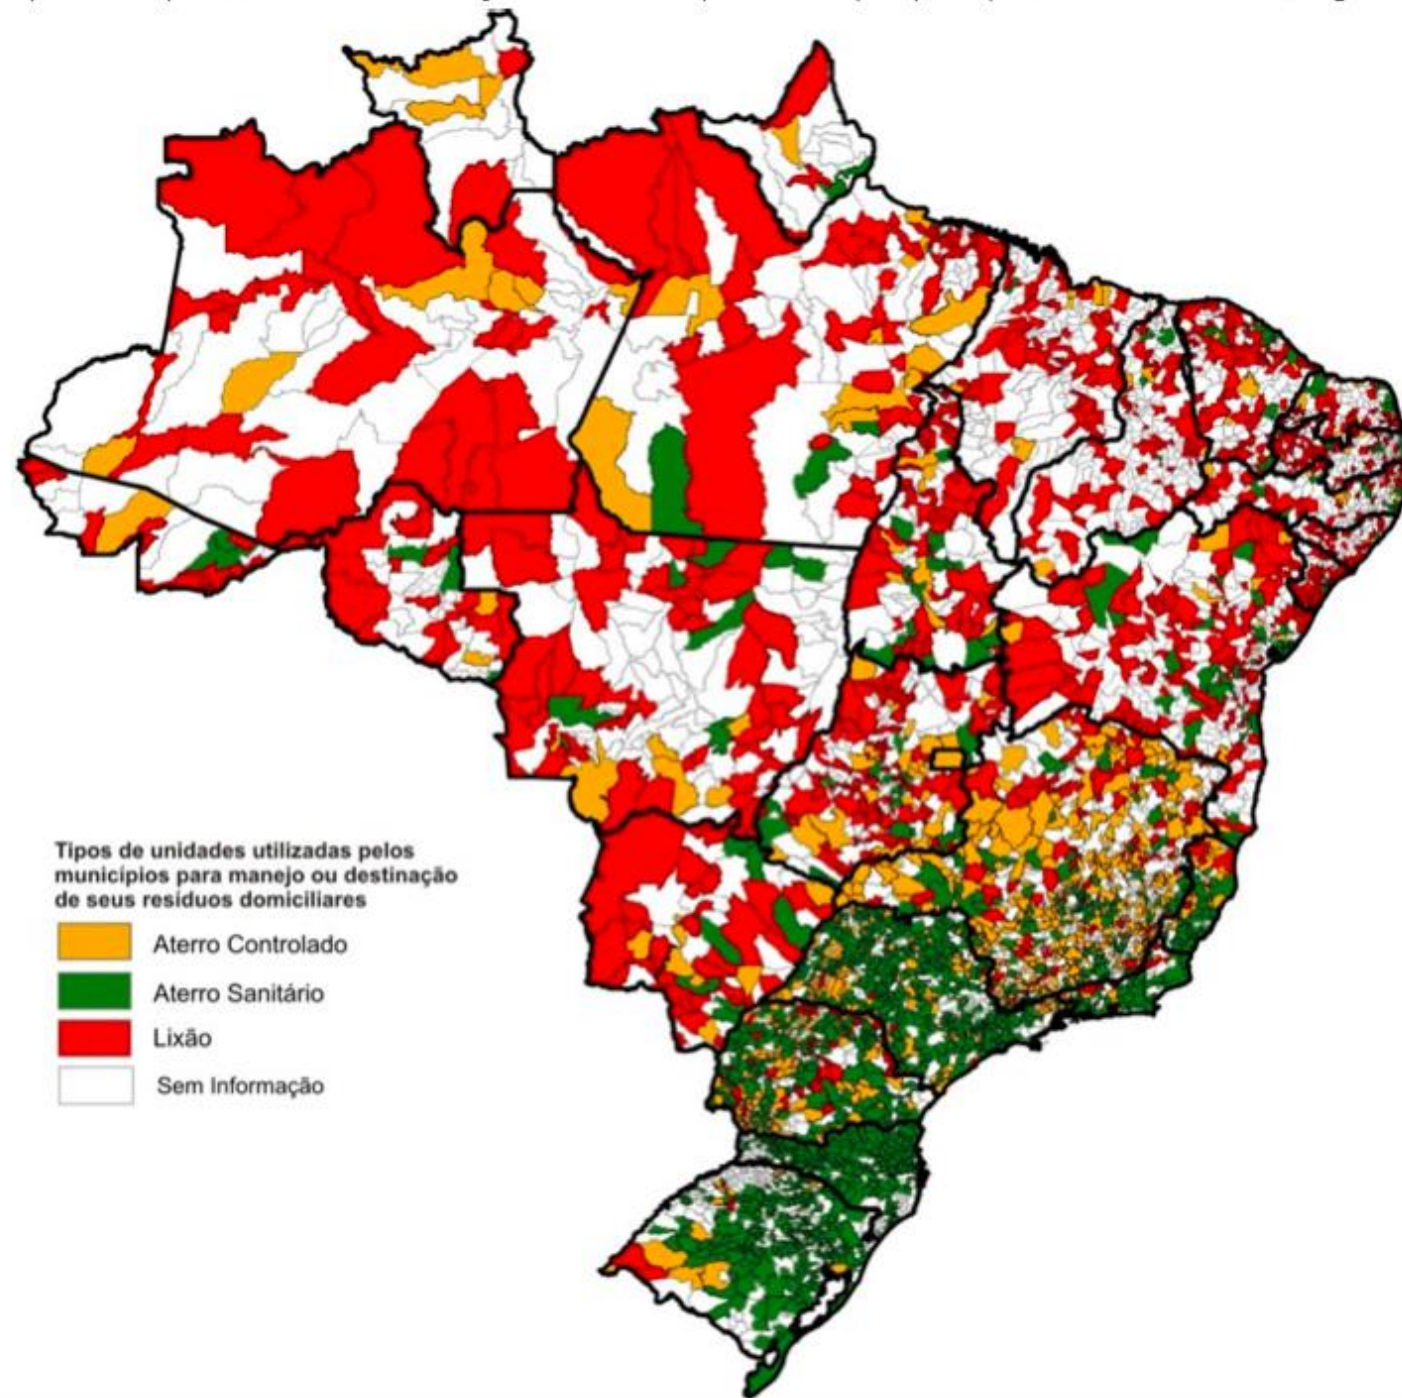 Tipos de unidades utilizadas pelos
municípios para manejo ou destinação
de seus resíduos domiciliares
Aterro Controlado
Aterro Sanitário
Lixão
Sem Informação